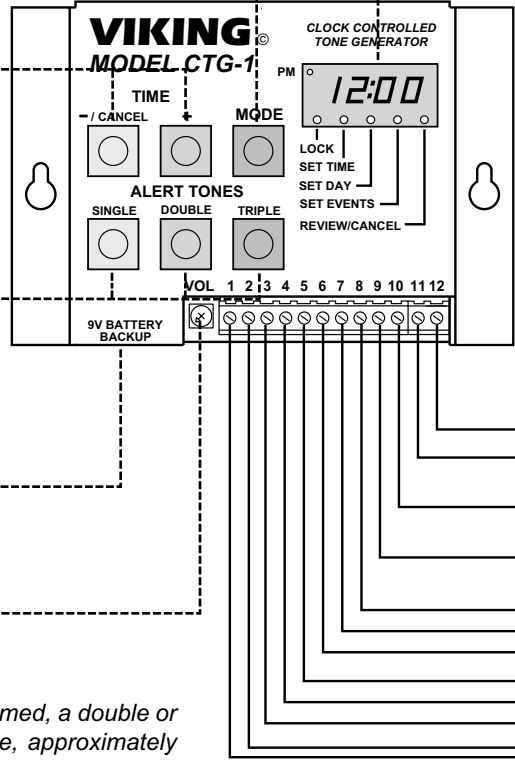 VIKING©
MODEL CTG-1
CLOCK CONTROLLED
TONE GENERATOR
PM
12:00
TIME
- / CANCEL
+
MODE
LOCK
SET TIME
SET DAY
SET EVENTS
REVIEW/CANCEL
ALERT TONES
SINGLE DOUBLE TRIPLE
VOL 1 2 3 4 5 6 7 8 9 10 11 12
9V BATTERY
BACKUP
med, a double or
e, approximately